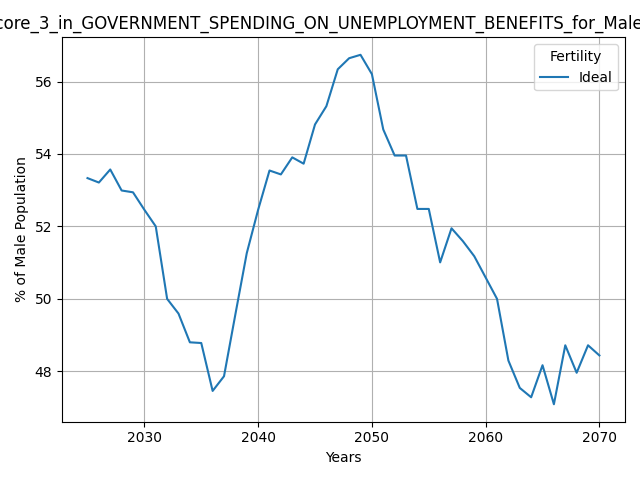 core_3_in_GOVERNMENT_SPENDING_ON_UNEMPLOYMENT_BENEFITS_for_Male
Fertility
Ideal
% of Male Population
56
54
52
50
48
2030 2040 2050 2060 2070
Years